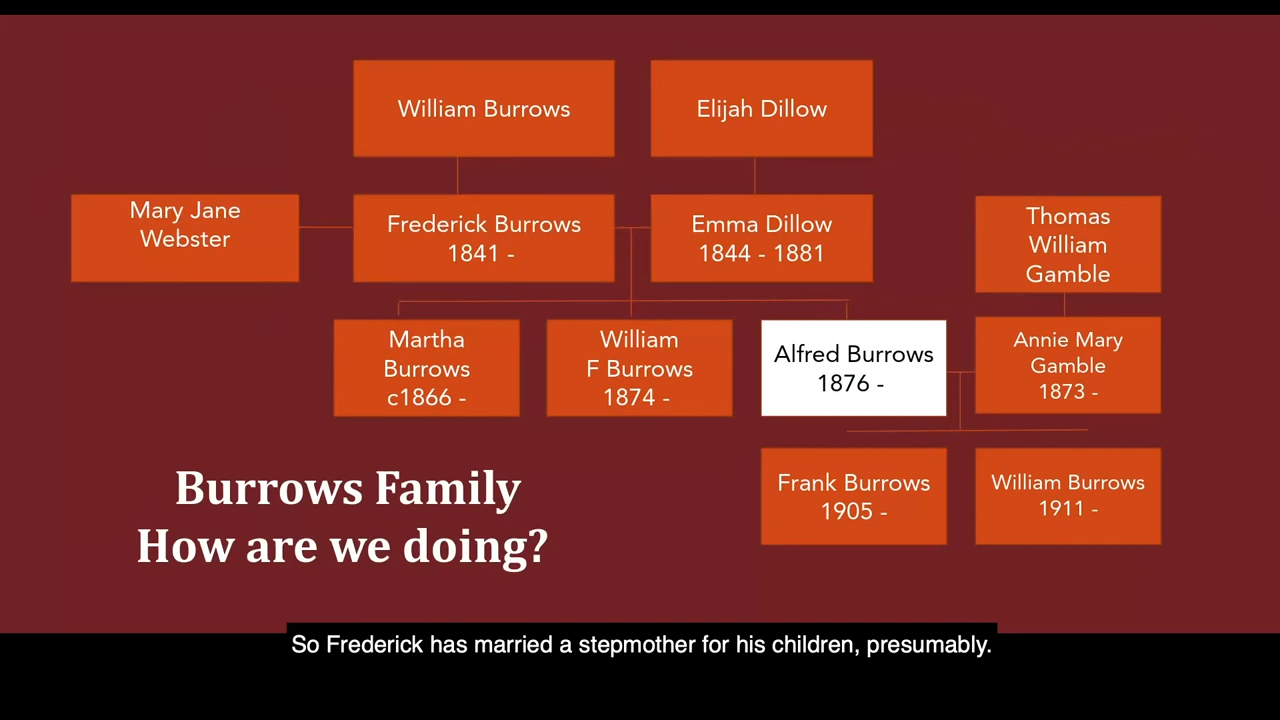 William Burrows
Elijah Dillow
Mary Jane
Webster
Frederick Burrows
1841 -
Emma Dillow
1844 - 1881
Thomas
William
Gamble
Martha
Burrows
c1866 -
William
F Burrows
1874 -
Alfred Burrows
1876 -
Annie Mary
Gamble
1873 -
Frank Burrows
1905 -
William Burrows
1911 -
Burrows Family
How are we doing?
So Frederick has married a stepmother for his children, presumably.